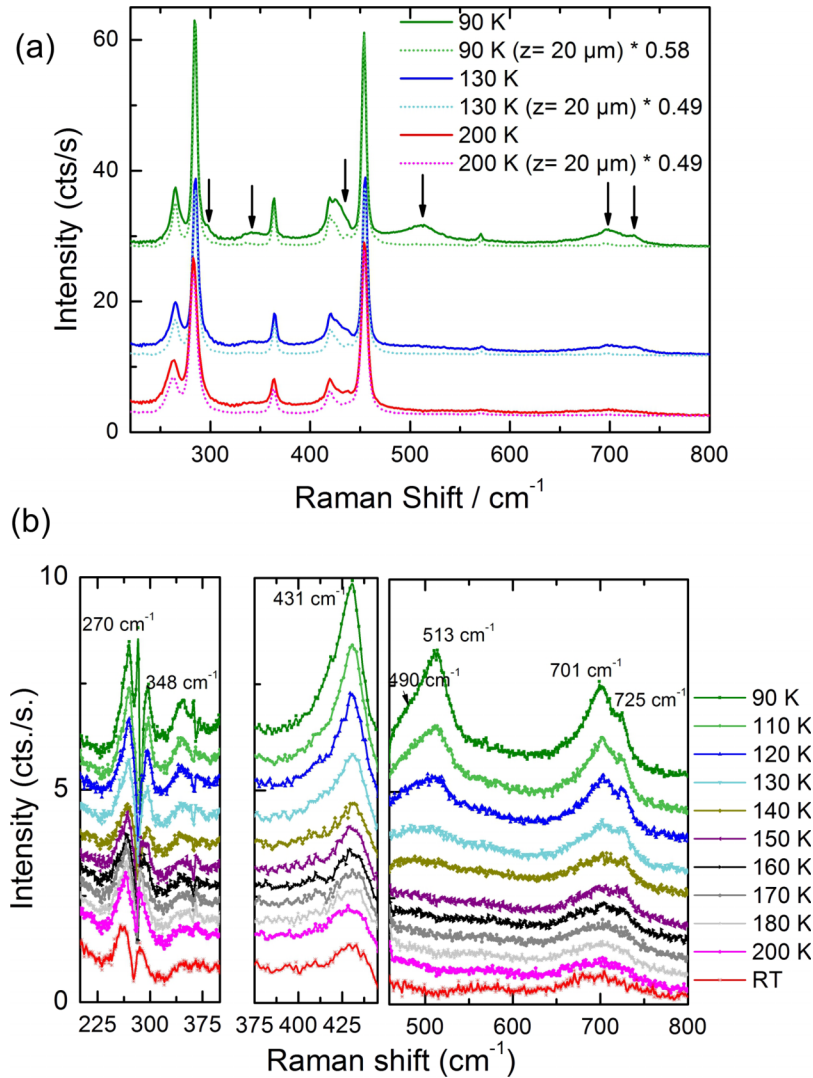 (a)
60
40
20
0
Intensity (cts/s)
90 K
90 K (z= 20 µm) * 0.58
130 K
130 K (z= 20 µm) * 0.49
200 K
200 K (z= 20 µm) * 0.49
300 400 500 600 700 800
Raman Shift / cm⁻¹
(b)
10
5
0
Intensity (cts./s.)
270 cm⁻¹
348 cm⁻¹
431 cm⁻¹
513 cm⁻¹
490 cm⁻¹
701 cm⁻¹
725 cm⁻¹
90 K
110 K
120 K
130 K
140 K
150 K
160 K
170 K
180 K
200 K
RT
225 300 375 375 400 425 500 600 700 800
Raman shift (cm⁻¹)